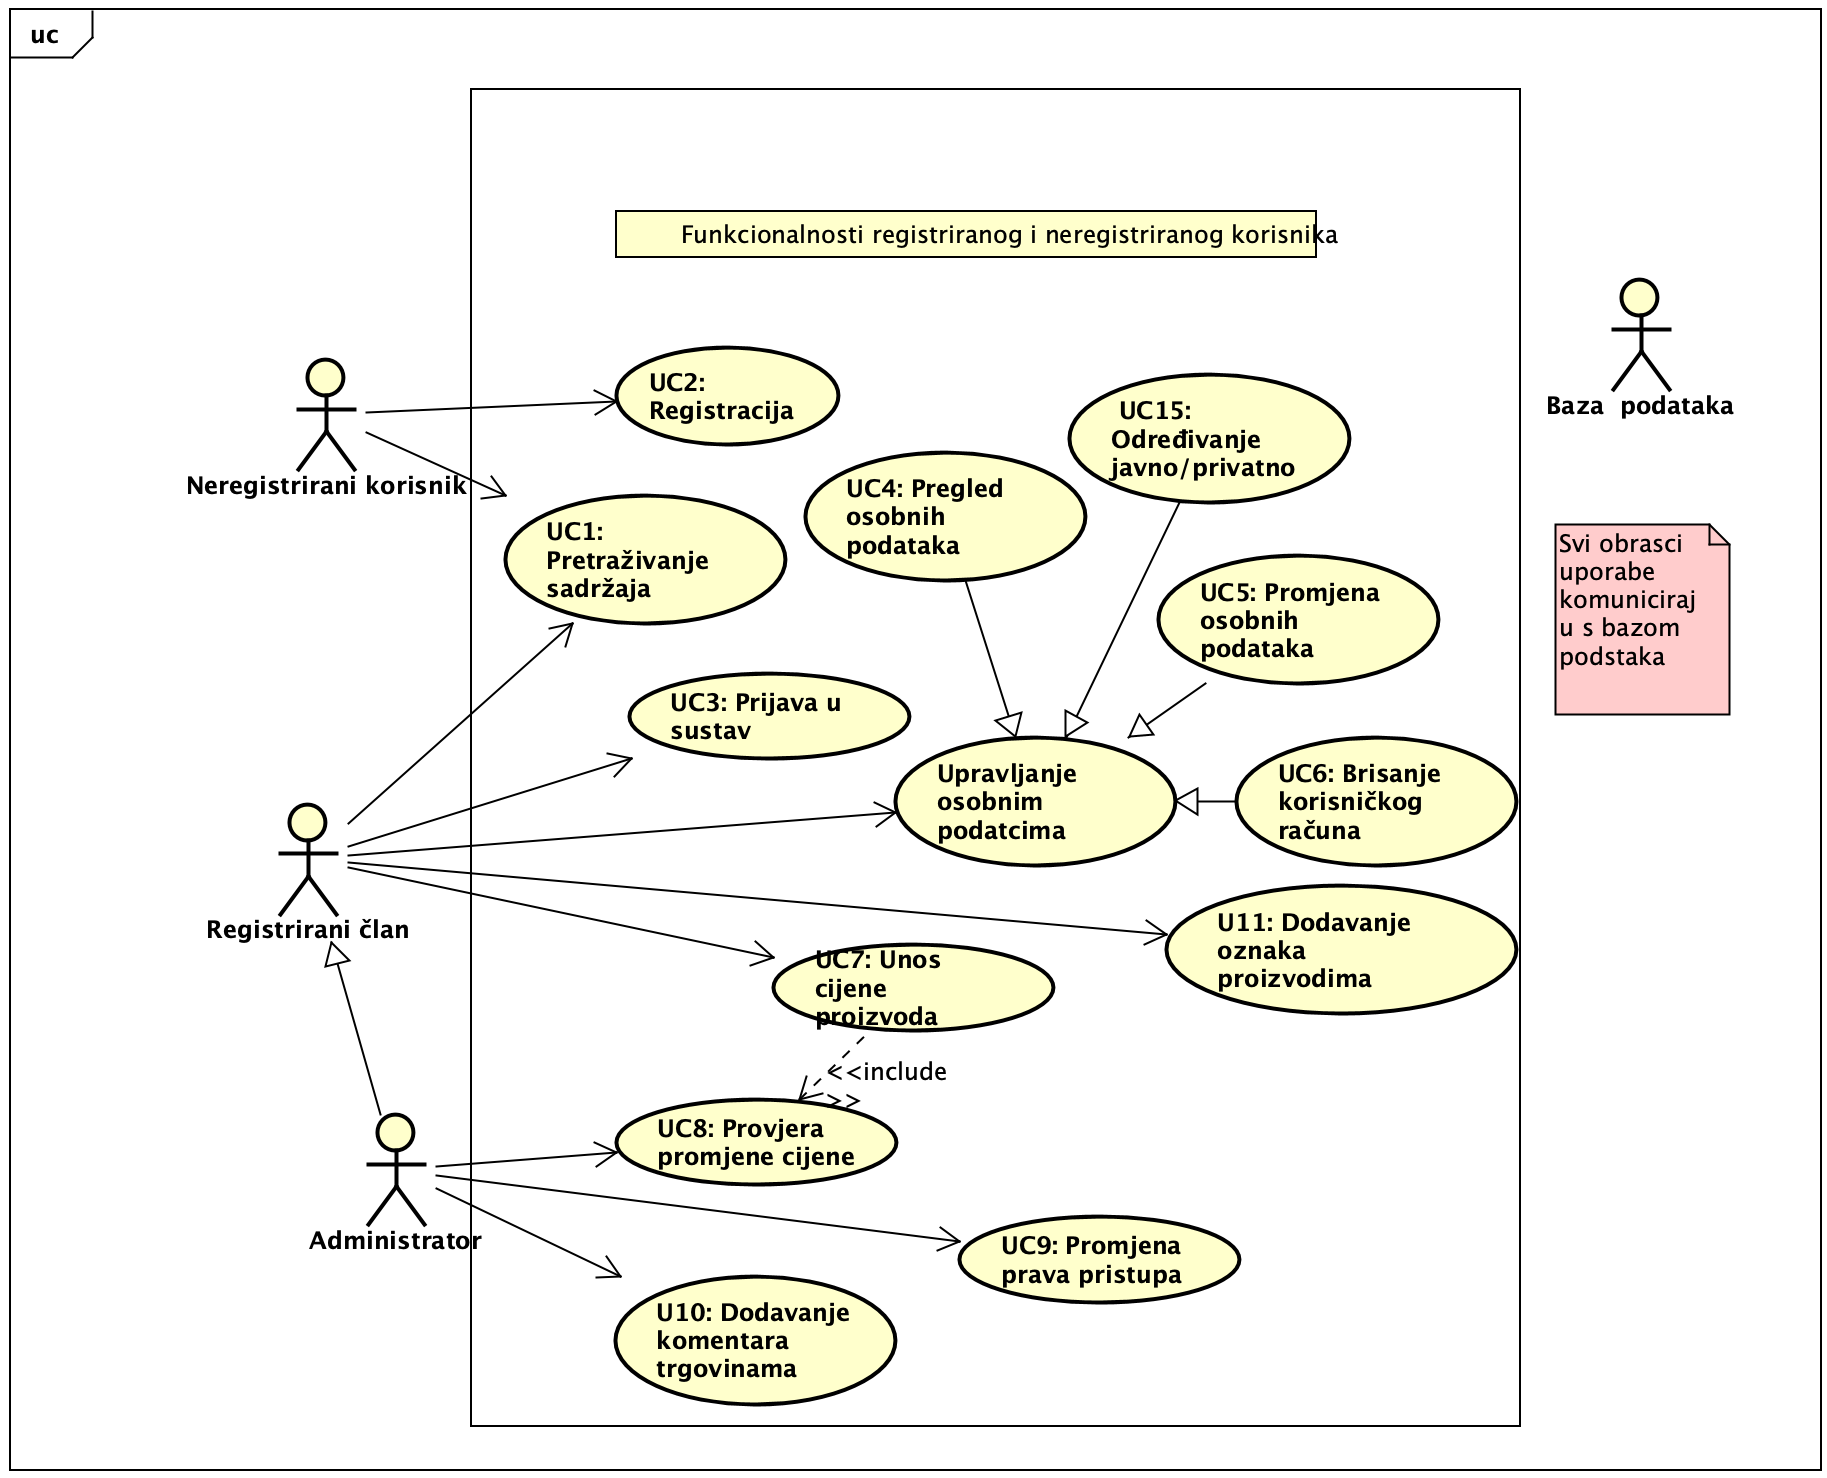 uc
Funkcionalnosti registriranog i neregistriranog korisnika
Neregistrirani korisnik
UC2:
Registracija
UC1:
Pretraživanje
sadržaja
UC4: Pregled
osobnih
podataka
UC15:
Određivanje
javno/privatno
UC5: Promjena
osobnih
podataka
Baza  podataka
Svi obrasci
uporabe
komuniciraj
u s bazom
podstaka
UC3: Prijava u
sustav
Upravljanje
osobnim
podatcima
UC6: Brisanje
korisničkog
računa
Registrirani član
U11: Dodavanje
oznaka
proizvodima
UC7: Unos
cijene
proizvoda
<<include
>>
UC8: Provjera
promjene cijene
Administrator
UC9: Promjena
prava pristupa
U10: Dodavanje
komentara
trgovinama